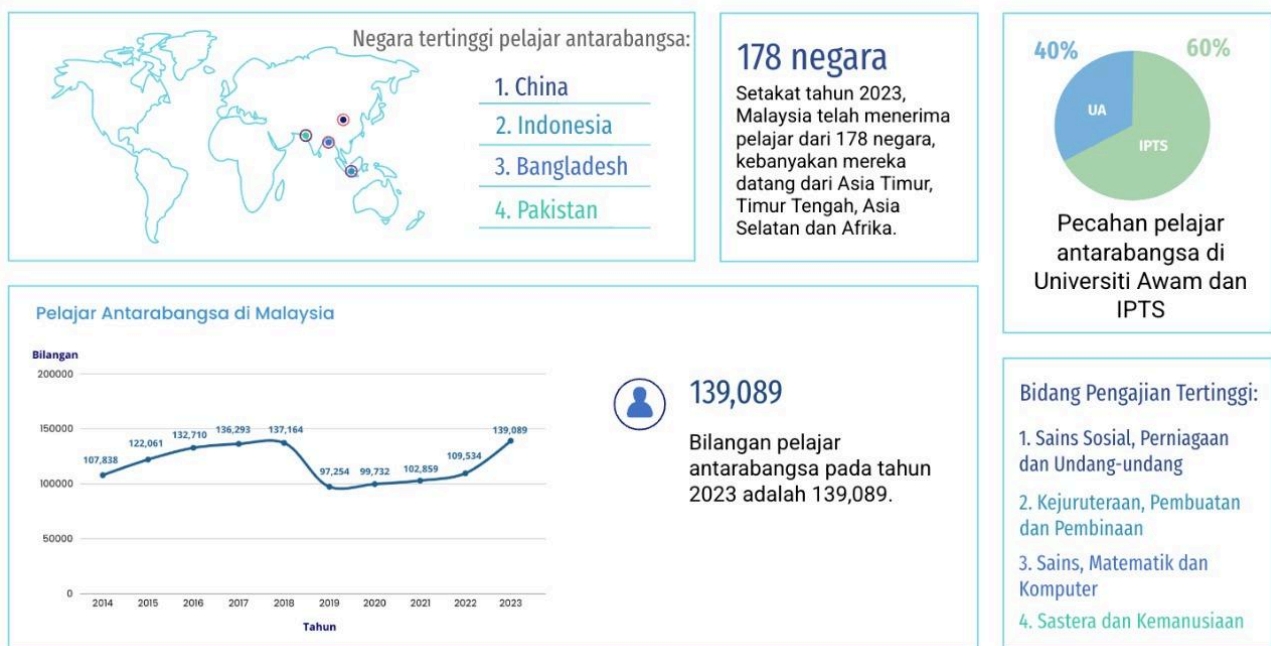 Negara tertinggi pelajar antarabangsa:
1. China
2. Indonesia
3. Bangladesh
4. Pakistan
178 negara
Setakat tahun 2023,
Malaysia telah menerima
pelajar dari 178 negara,
kebanyakan mereka
datang dari Asia Timur,
Timur Tengah, Asia
Selatan dan Afrika.
40%
60%
UA
IPTS
Pecahan pelajar
antarabangsa di
Universiti Awam dan
IPTS
Pelajar Antarabangsa di Malaysia
Bilangan
200000
150000
100000
50000
0
107,838
122,061
132,710
136,293
137,164
97,254
99,732
102,859
109,534
139,089
2014
2015
2016
2017
2018
2019
2020
2021
2022
2023
Tahun
139,089
Bilangan pelajar
antarabangsa pada tahun
2023 adalah 139,089.
Bidang Pengajian Tertinggi:
1. Sains Sosial, Perniagaan
dan Undang-undang
2. Kejuruteraan, Pembuatan
dan Pembinaan
3. Sains, Matematik dan
Komputer
4. Sastera dan Kemanusiaan